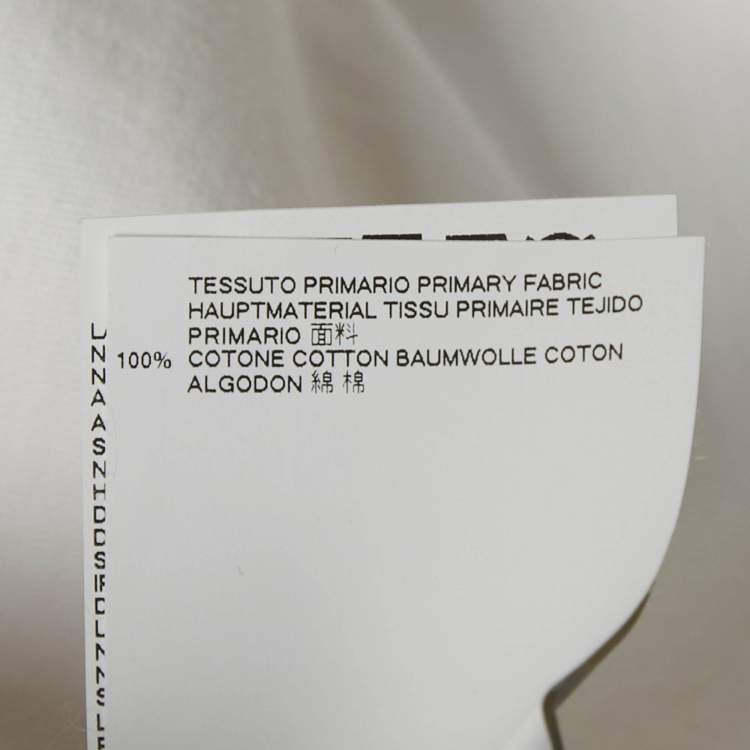 TESSUTO PRIMARIO PRIMARY FABRIC
HAUPTMATERIAL TISSU PRIMAIRE TEJIDO
PRIMARIO 面料
100% COTONE COTTON BAUMWOLLE COTON
ALGODON 綿 棉